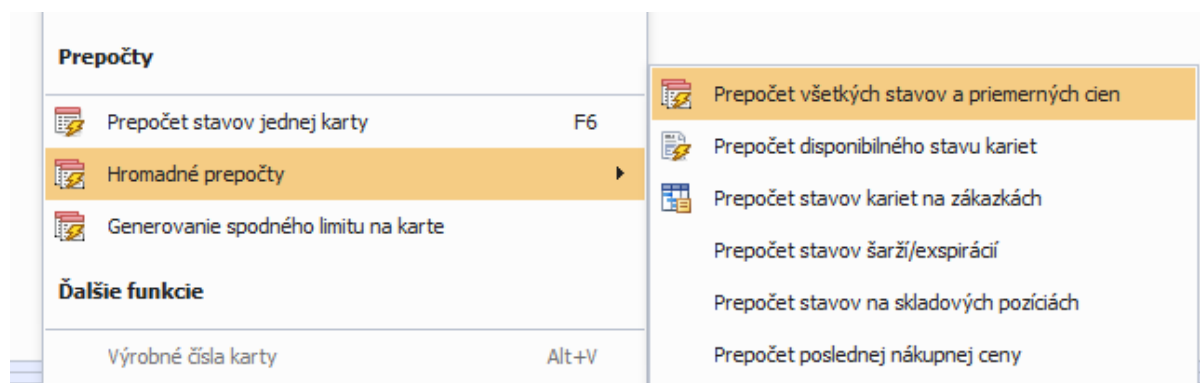 Prepočty
Prepočet stavov jednej karty F6
Hromadné prepočty
Generovanie spodného limitu na karte
Ďalšie funkcie
Výrobné čísla karty Alt+V
Prepočet všetkých stavov a priemerných cien
Prepočet disponibilného stavu kariet
Prepočet stavov kariet na zákazkách
Prepočet stavov šarží/exspirácií
Prepočet stavov na skladových pozíciách
Prepočet poslednej nákupnej ceny